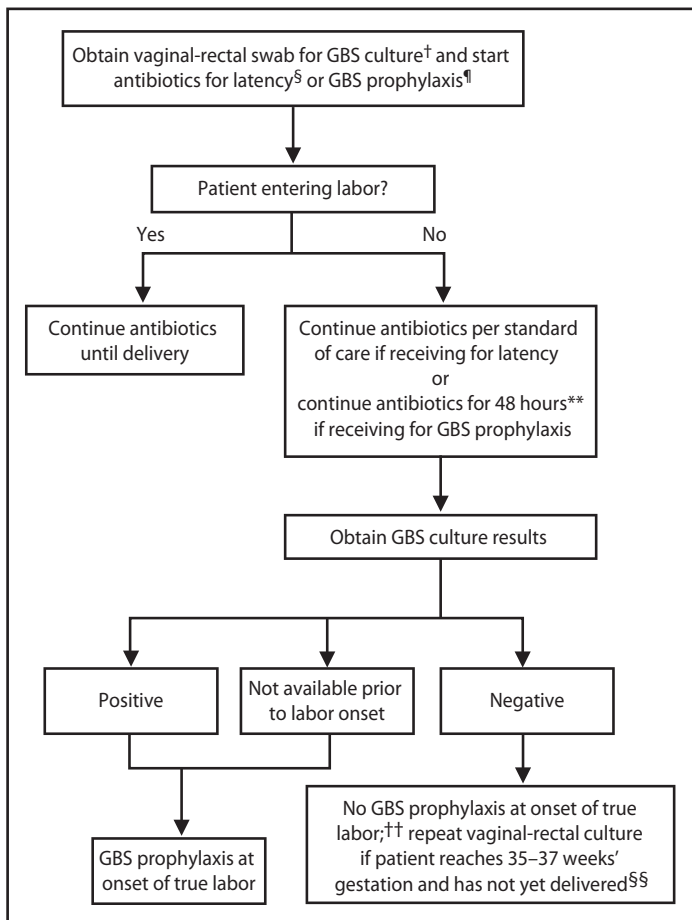 Obtain vaginal-rectal swab for GBS culture† and start
antibiotics for latency§ or GBS prophylaxis¶
Patient entering labor?
Yes
No
Continue antibiotics
until delivery
Continue antibiotics per standard
of care if receiving for latency
or
continue antibiotics for 48 hours**
if receiving for GBS prophylaxis
Obtain GBS culture results
Positive
Not available prior
to labor onset
Negative
GBS prophylaxis at
onset of true labor
No GBS prophylaxis at onset of true
labor;†† repeat vaginal-rectal culture
if patient reaches 35–37 weeks’
gestation and has not yet delivered§§